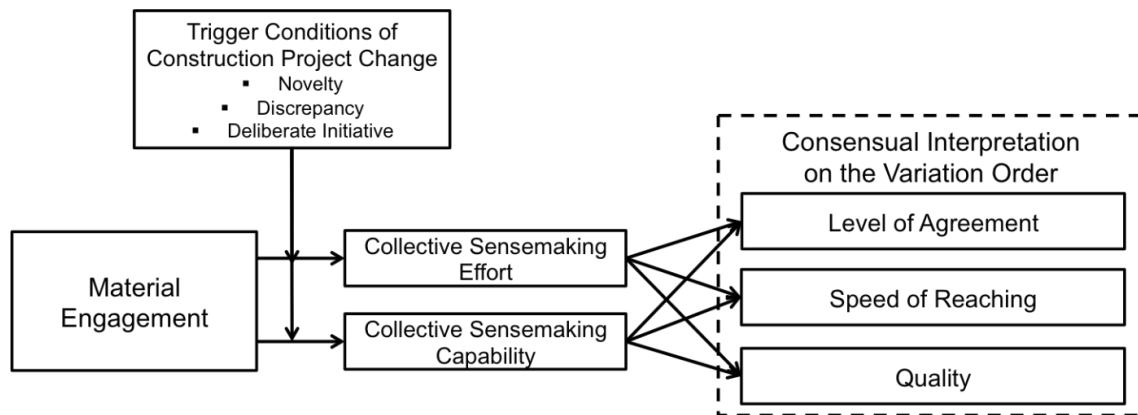 Trigger Conditions of
Construction Project Change
▪ Novelty
▪ Discrepancy
▪ Deliberate Initiative
Material
Engagement
Collective Sensemaking
Effort
Collective Sensemaking
Capability
Consensual Interpretation
on the Variation Order
Level of Agreement
Speed of Reaching
Quality